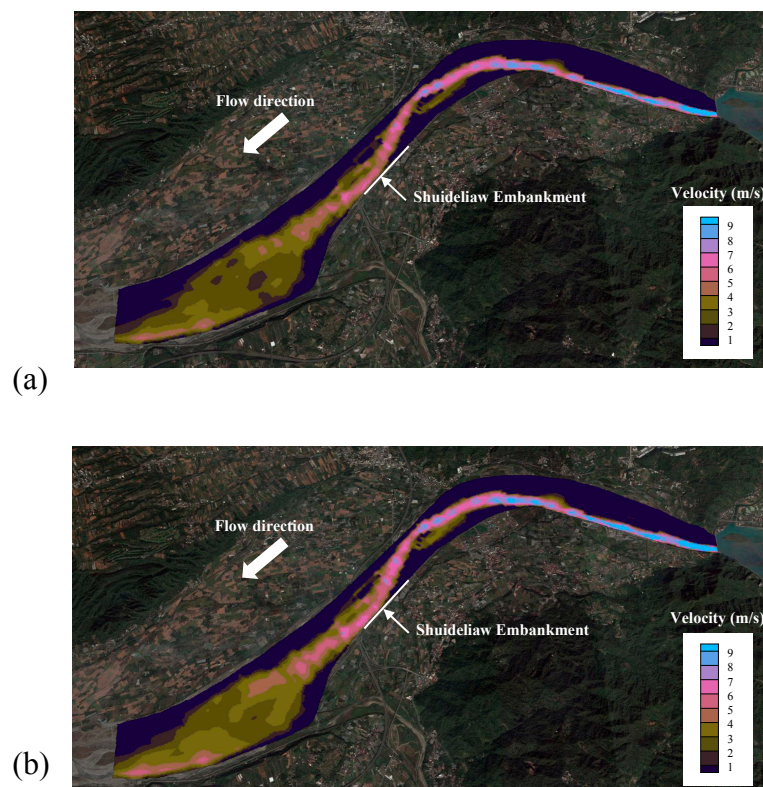 Flow direction
Shuideliaw Embankment
Velocity (m/s)
9
8
7
6
5
4
3
2
1
(a)
Flow direction
Shuideliaw Embankment
Velocity (m/s)
9
8
7
6
5
4
3
2
1
(b)